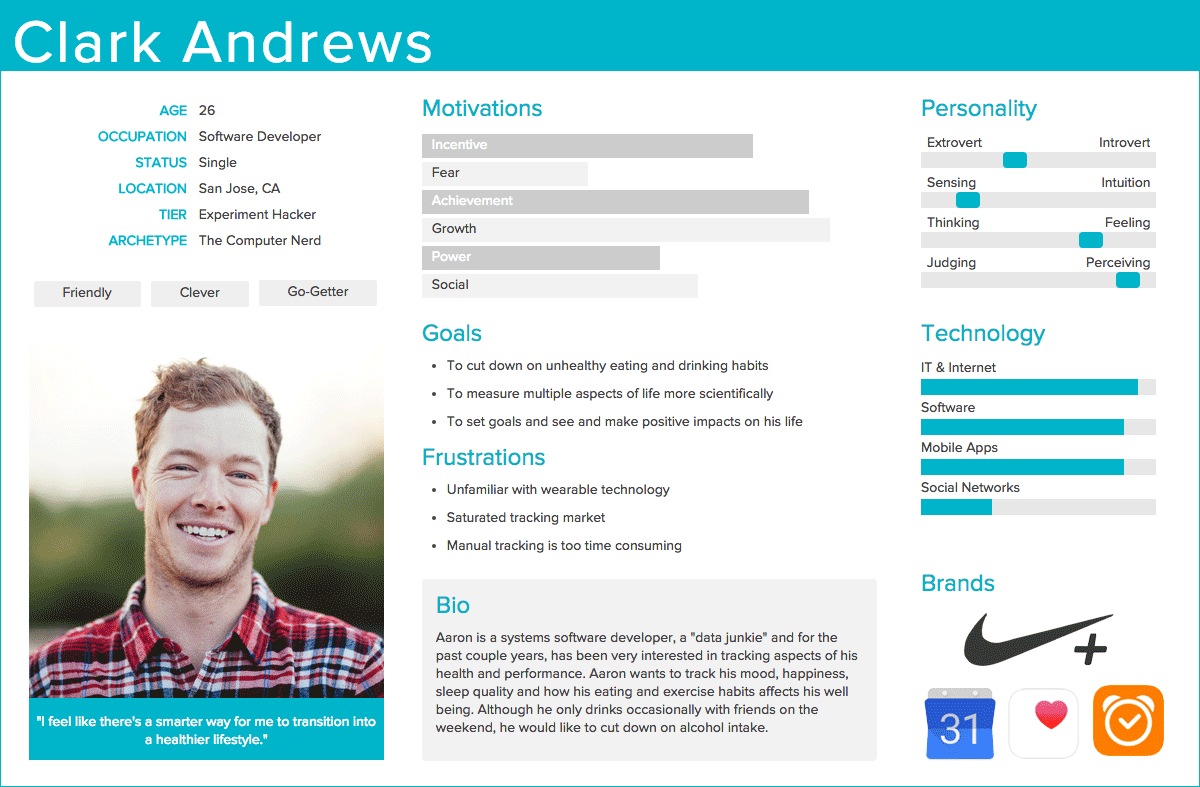 Clark Andrews
AGE 26
OCCUPATION Software Developer
STATUS Single
LOCATION San Jose, CA
TIER Experiment Hacker
ARCHETYPE The Computer Nerd
Friendly Clever Go-Getter
"I feel like there's a smarter way for me to transition into
a healthier lifestyle."
Motivations
Incentive
Fear
Achievement
Growth
Power
Social
Goals
• To cut down on unhealthy eating and drinking habits
• To measure multiple aspects of life more scientifically
• To set goals and see and make positive impacts on his life
Frustrations
• Unfamiliar with wearable technology
• Saturated tracking market
• Manual tracking is too time consuming
Bio
Aaron is a systems software developer, a "data junkie" and for the
past couple years, has been very interested in tracking aspects of his
health and performance. Aaron wants to track his mood, happiness,
sleep quality and how his eating and exercise habits affects his well
being. Although he only drinks occasionally with friends on the
weekend, he would like to cut down on alcohol intake.
Personality
Extrovert Introvert
Sensing Intuition
Thinking Feeling
Judging Perceiving
Technology
IT & Internet
Software
Mobile Apps
Social Networks
Brands
+
31